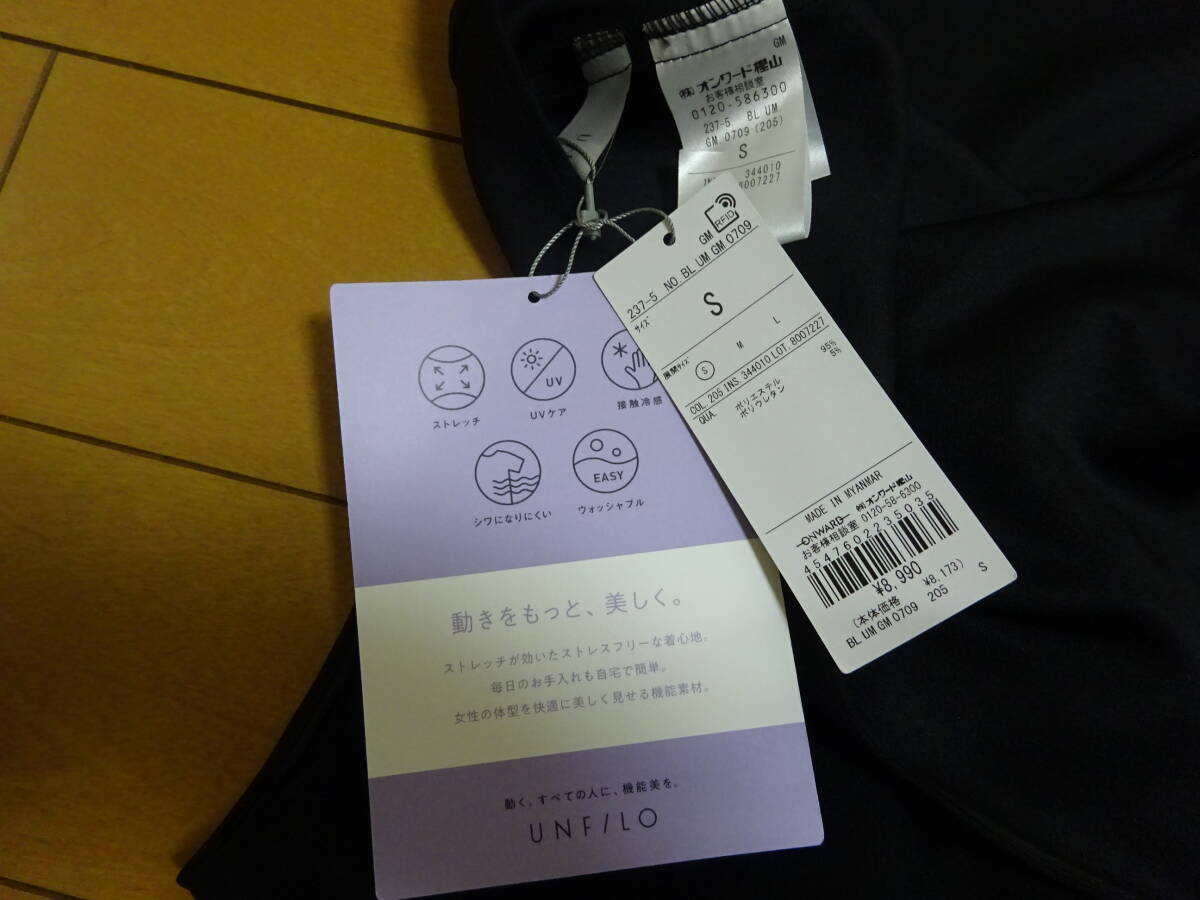 GM
㈱オンワード樫山
お客様相談室
0120-586300
237-5 BL UM
GM 0709 (205)
S
344010
8007227
RFID
GM
237-5 NO.BL UM GM 0709
サイズ
S
展開サイズ
S M L
COL.205 INS.344010 LOT.8007227
QUA. ポリエステル 95%
ポリウレタン 5%
MADE IN MYANMAR
ONWARD ㈱オンワード樫山
お客様相談室 0120-58-6300
4547602235035
¥8,990
(本体価格 ¥8,173)
BL UM GM 0709 205 S
ストレッチ
UV
UVケア
接触冷感
シワになりにくい
EASY
ウォッシャブル
動きをもっと、美しく。
ストレッチが効いたストレスフリーな着心地。
毎日のお手入れも自宅で簡単。
女性の体型を快適に美しく見せる機能素材。
動く。すべての人に、機能美を。
UNFILO